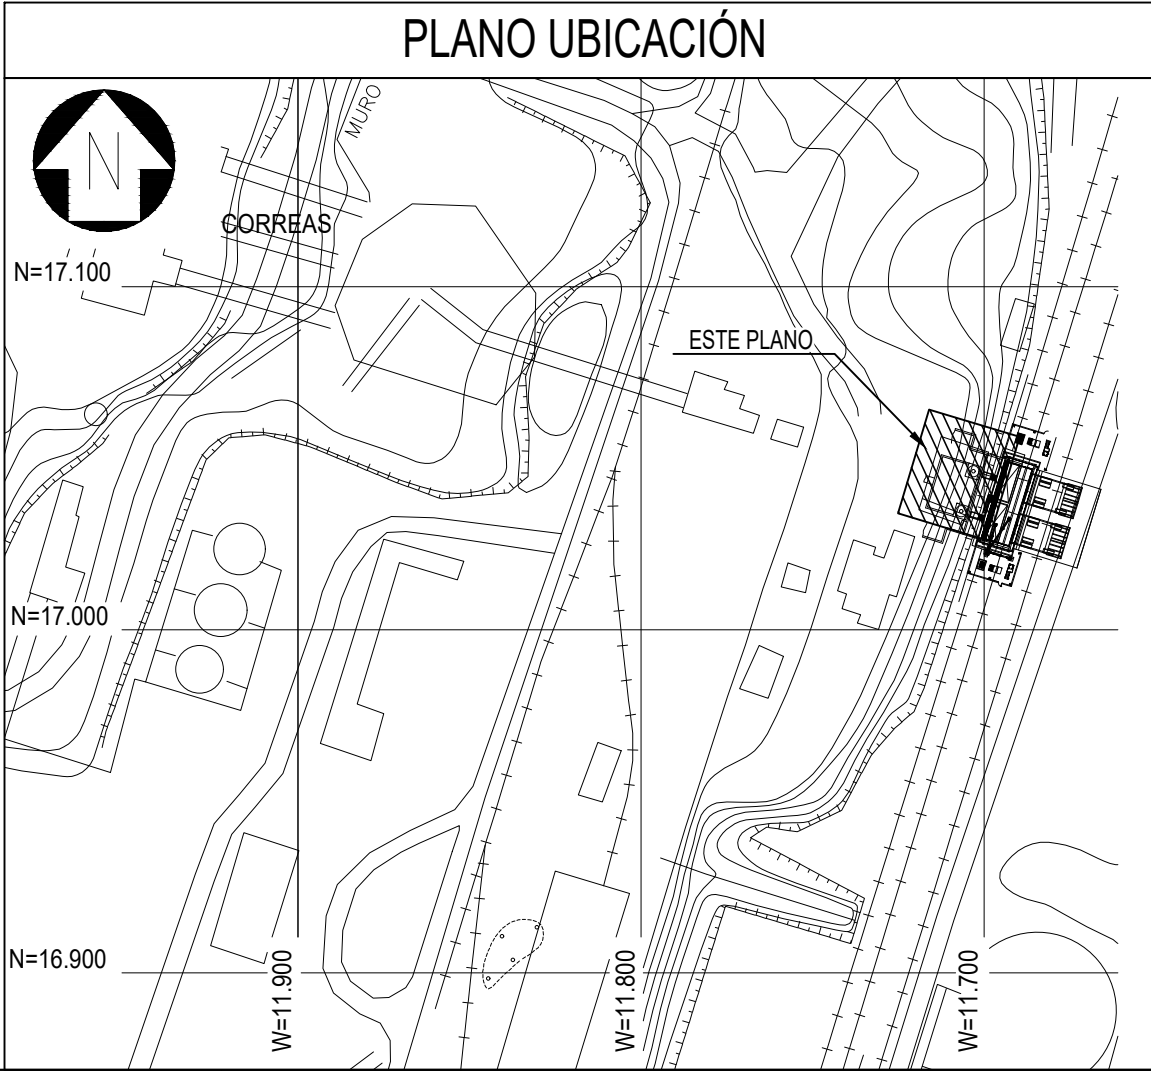 PLANO UBICACIÓN
N
MURO
CORREAS
N=17.100
ESTE PLANO
N=17.000
N=16.900
W=11.900
W=11.800
W=11.700